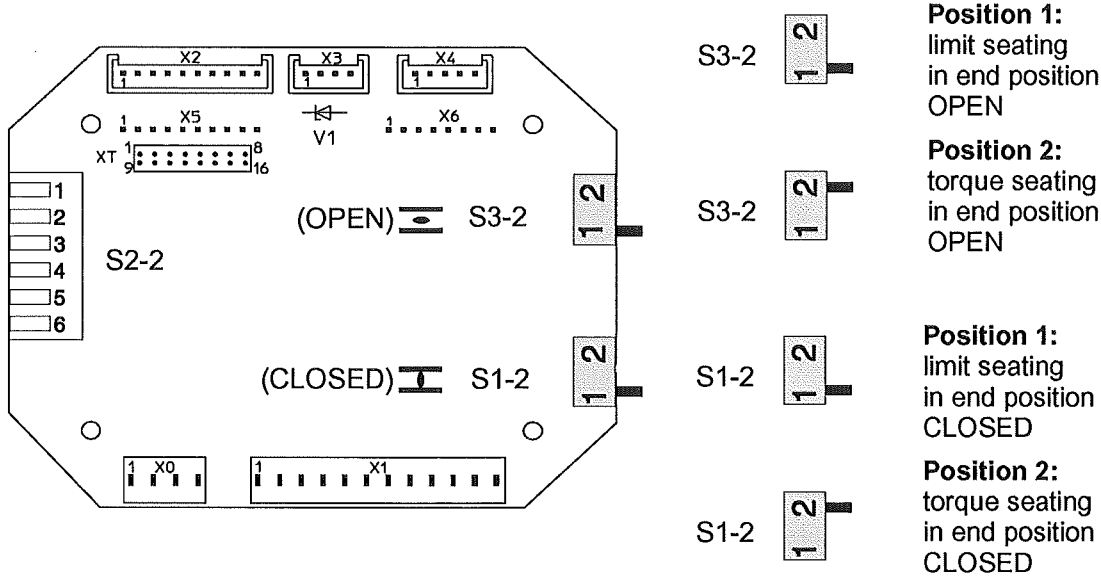 X2
1
X3
1
X4
1
1 X5
V1
1 X6
XT 1 8
9 16
1
2
3
4
5
6
S2-2
(OPEN) S3-2
1 2
(CLOSED) S1-2
1 2
1 X0
1 X1
S3-2
1 2
Position 1:
limit seating
in end position
OPEN
S3-2
1 2
Position 2:
torque seating
in end position
OPEN
S1-2
1 2
Position 1:
limit seating
in end position
CLOSED
S1-2
1 2
Position 2:
torque seating
in end position
CLOSED